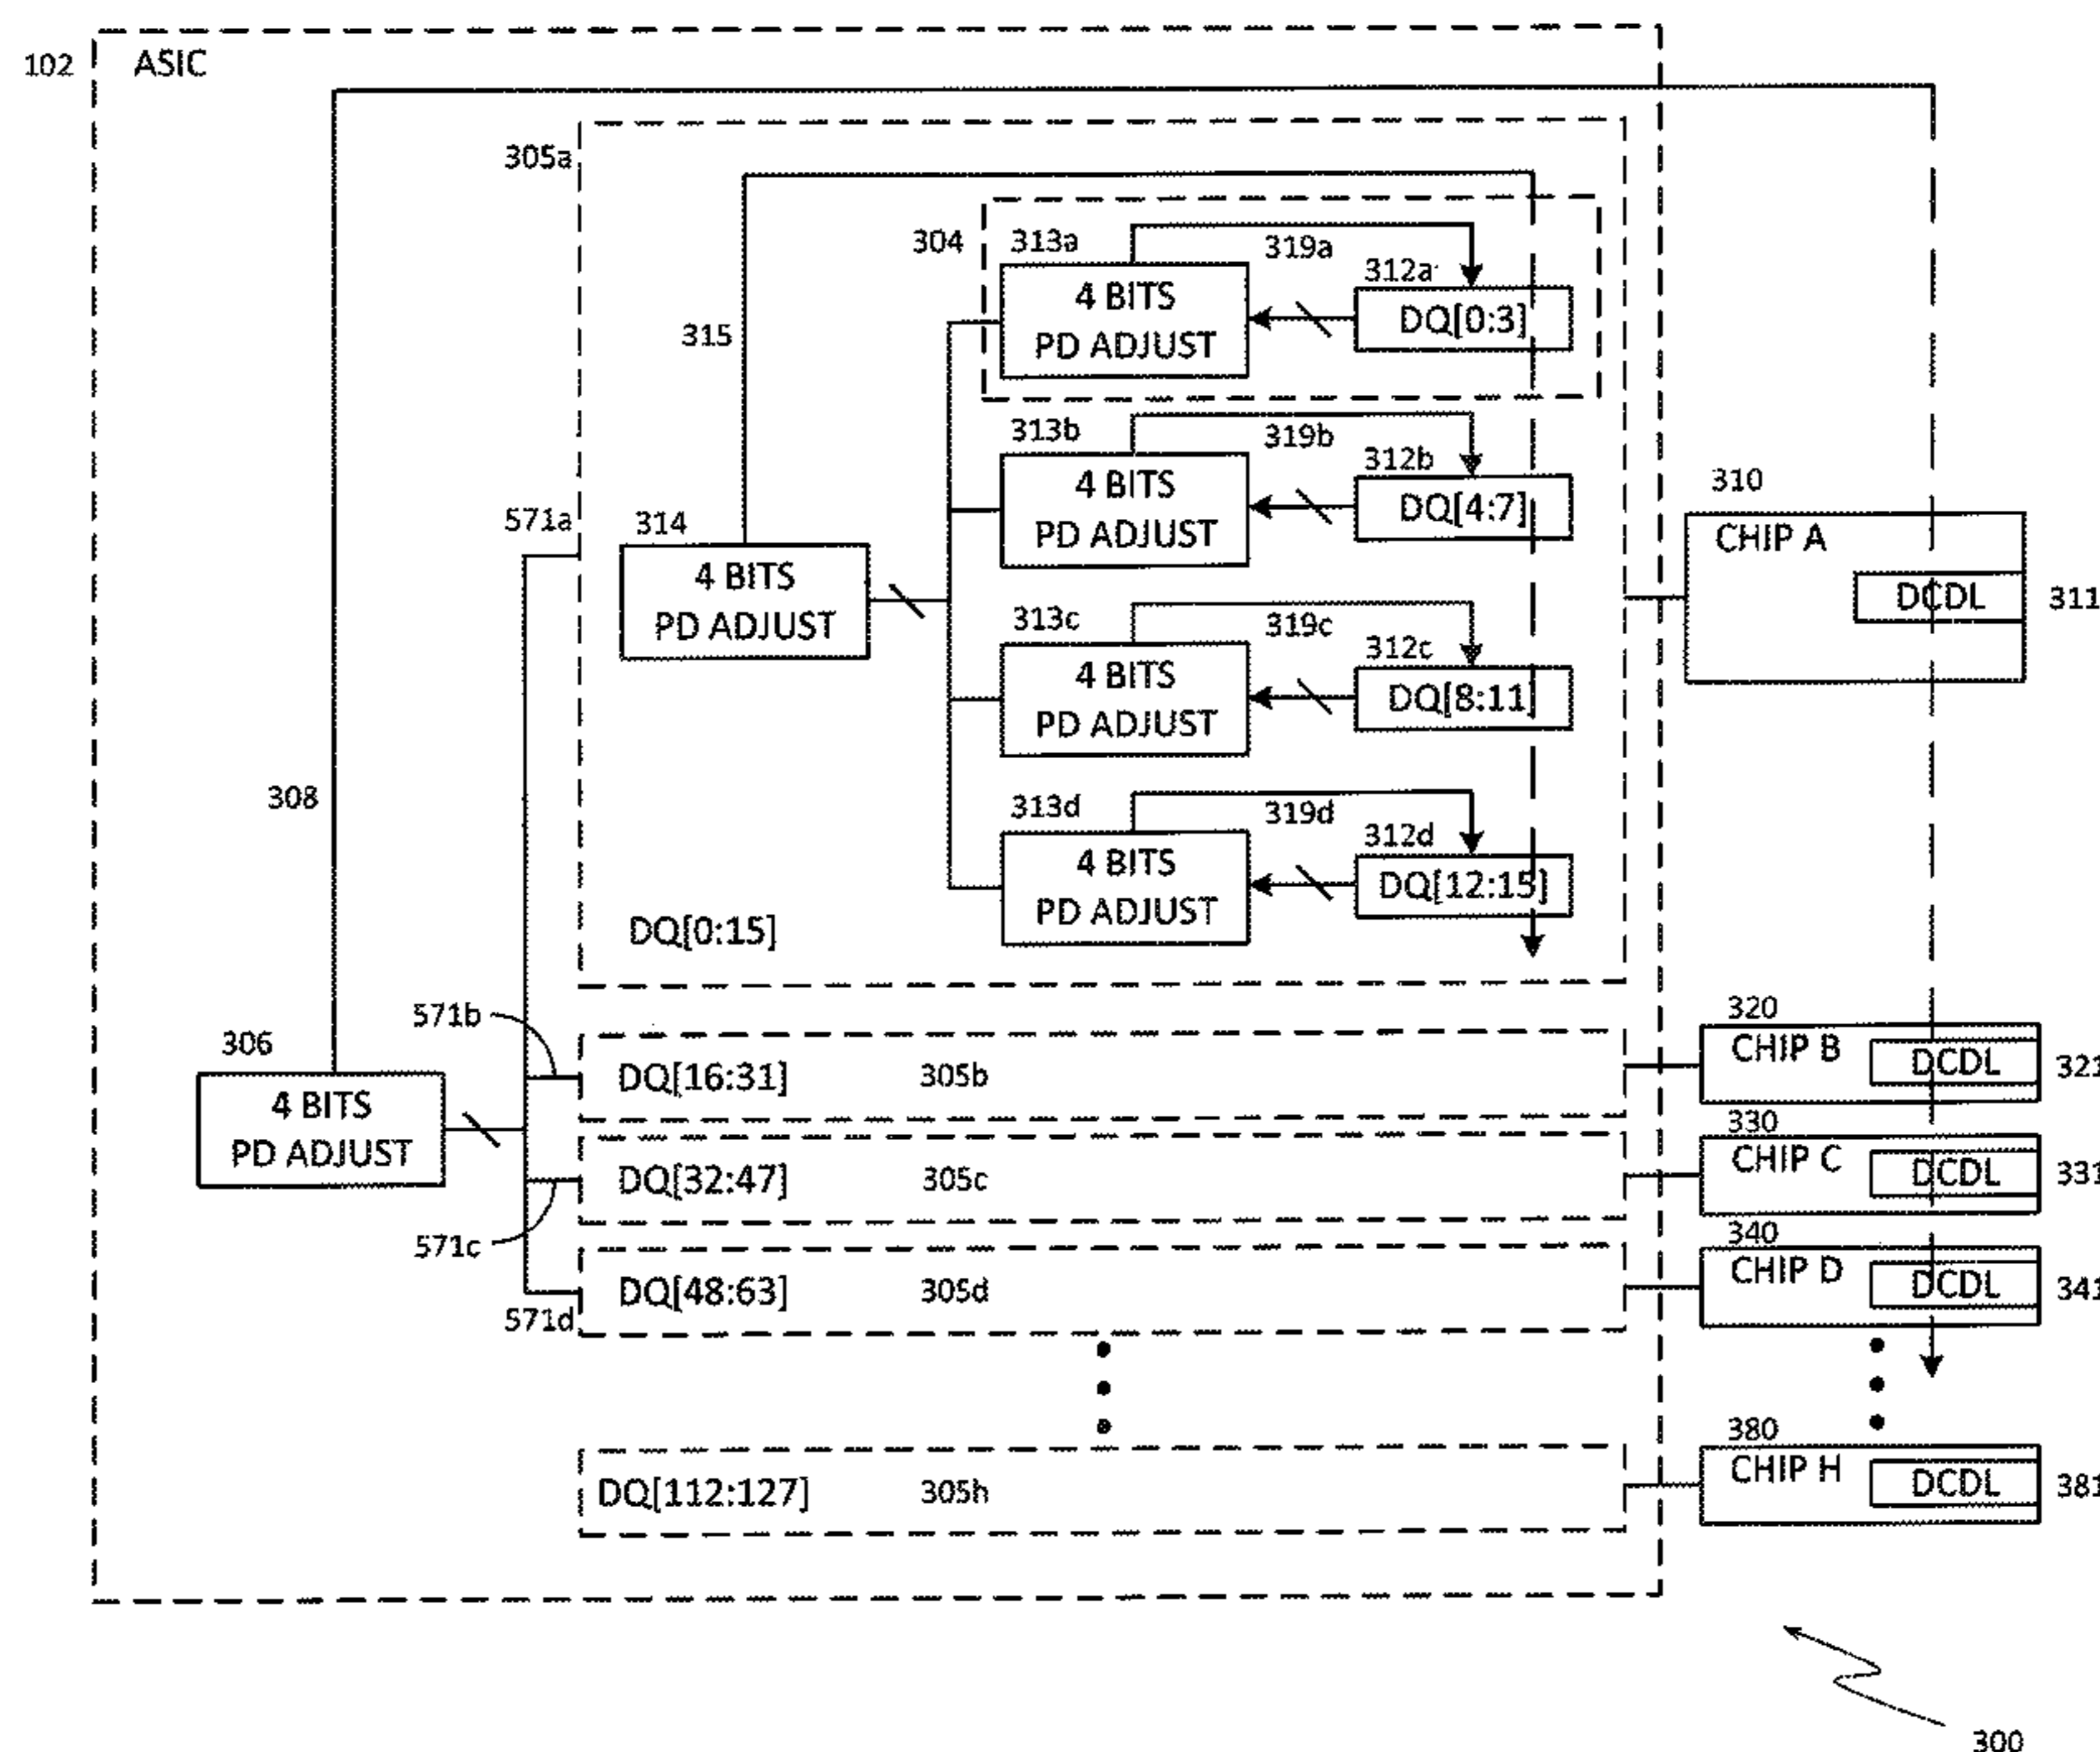 102
ASIC
305a
304
313a
319a
312a
4 BITS
PD ADJUST
DQ[0:3]
315
313b
319b
312b
4 BITS
PD ADJUST
DQ[4:7]
310
CHIP A
DCDL
311
571a
314
4 BITS
PD ADJUST
313c
319c
312c
4 BITS
PD ADJUST
DQ[8:11]
308
313d
319d
312d
4 BITS
PD ADJUST
DQ[12:15]
DQ[0:15]
571b
306
4 BITS
PD ADJUST
DQ[16:31]
305b
320
CHIP B
DCDL
321
DQ[32:47]
305c
330
CHIP C
DCDL
331
571c
DQ[48:63]
305d
340
CHIP D
DCDL
341
571d
DQ[112:127]
305h
380
CHIP H
DCDL
381
300